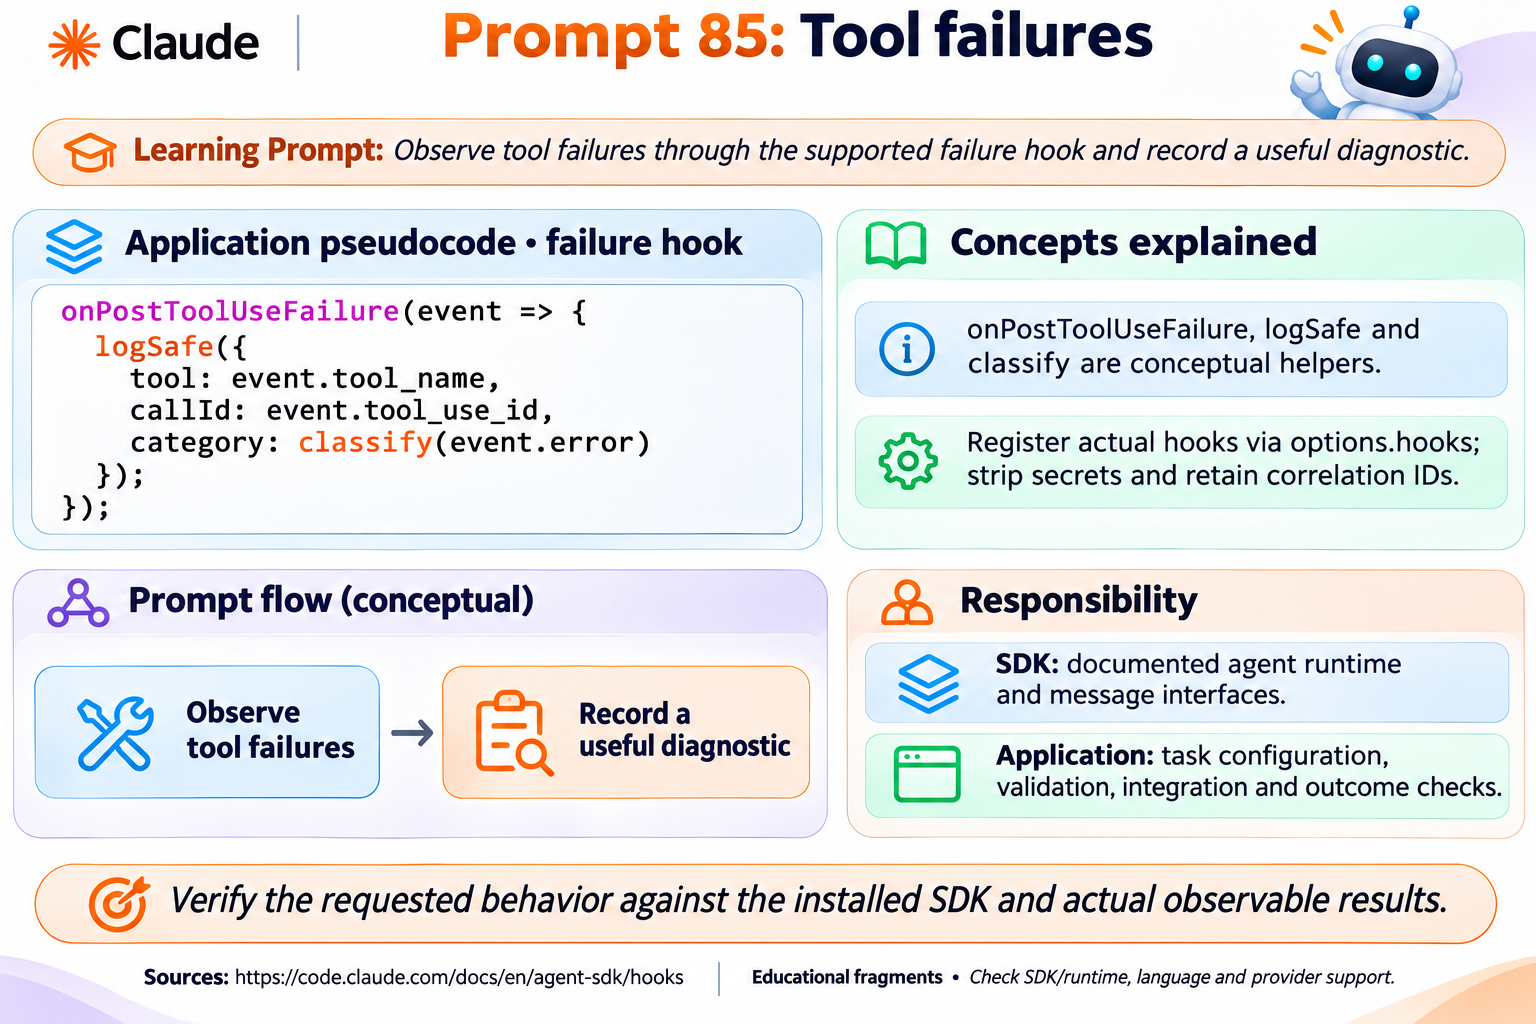 Claude
Prompt 85: Tool failures
Learning Prompt: Observe tool failures through the supported failure hook and record a useful diagnostic.
Application pseudocode • failure hook
onPostToolUseFailure(event => {
  logSafe({
    tool: event.tool_name,
    callId: event.tool_use_id,
    category: classify(event.error)
  });
});
Concepts explained
onPostToolUseFailure, logSafe and
classify are conceptual helpers.
Register actual hooks via options.hooks;
strip secrets and retain correlation IDs.
Prompt flow (conceptual)
Observe
tool failures
Record a
useful diagnostic
Responsibility
SDK: documented agent runtime
and message interfaces.
Application: task configuration,
validation, integration and outcome checks.
Verify the requested behavior against the installed SDK and actual observable results.
Sources: https://code.claude.com/docs/en/agent-sdk/hooks
Educational fragments • Check SDK/runtime, language and provider support.